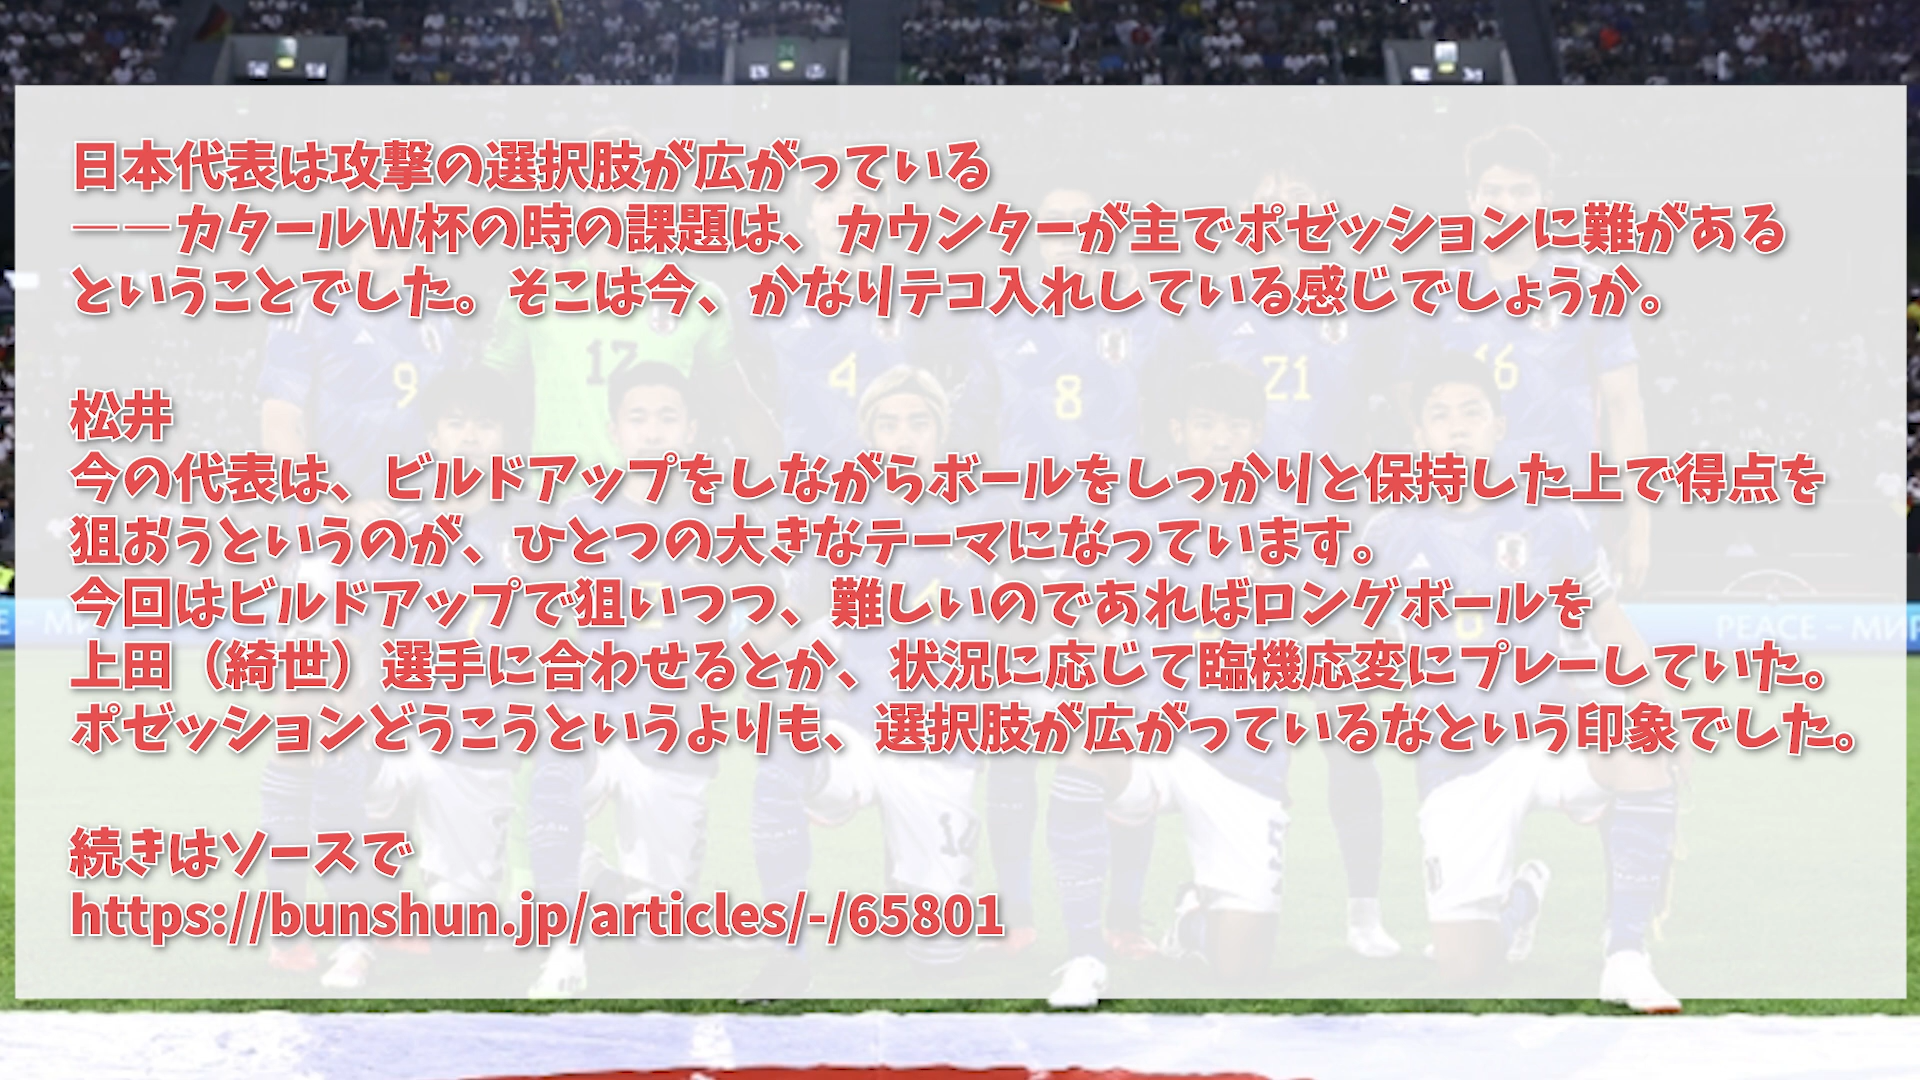 日本代表は攻撃の選択肢が広がっている
――カタールW杯の時の課題は、カウンターが主でポゼッションに難がある
ということでした。そこは今、かなりテコ入れしている感じでしょうか。
松井
今の代表は、ビルドアップをしながらボールをしっかりと保持した上で得点を
狙おうというのが、ひとつの大きなテーマになっています。
今回はビルドアップで狙いつつ、難しいのであればロングボールを
上田（綺世）選手に合わせるとか、状況に応じて臨機応変にプレーしていた。
ポゼッションどうこうというよりも、選択肢が広がっているなという印象でした。
続きはソースで
https://bunshun.jp/articles/-/65801
9
12
4
8
21
16
14
5
PEACE - МИР